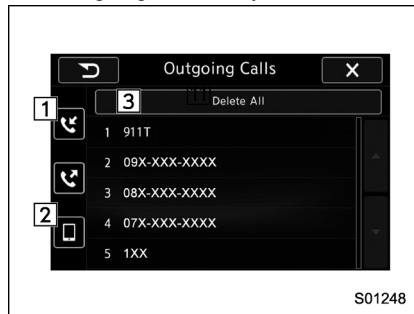 Outgoing Calls
1
3
Delete All
1 911T
2 09X-XXX-XXXX
3 08X-XXX-XXXX
2
4 07X-XXX-XXXX
5 1XX
S01248